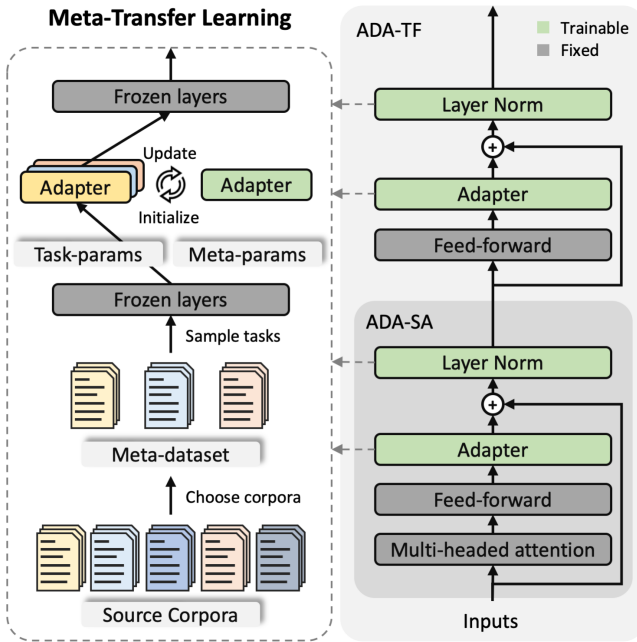 Meta-Transfer Learning
Frozen layers
Adapter
Update
Initialize
Adapter
Task-params
Meta-params
Frozen layers
Sample tasks
Meta-dataset
Choose corpora
Source Corpora
ADA-TF
Trainable
Fixed
Layer Norm
+
Adapter
Feed-forward
ADA-SA
Layer Norm
+
Adapter
Feed-forward
Multi-headed attention
Inputs